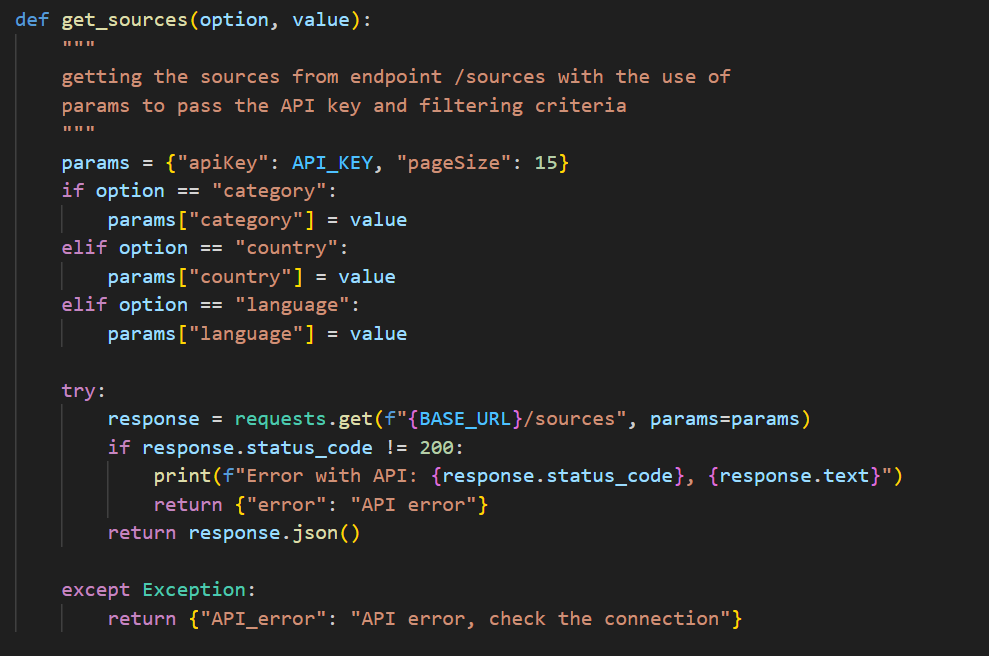 def get_sources(option, value):
    """
    getting the sources from endpoint /sources with the use of
    params to pass the API key and filtering criteria
    """
    params = {"apiKey": API_KEY, "pageSize": 15}
    if option == "category":
        params["category"] = value
    elif option == "country":
        params["country"] = value
    elif option == "language":
        params["language"] = value

    try:
        response = requests.get(f"{BASE_URL}/sources", params=params)
        if response.status_code != 200:
            print(f"Error with API: {response.status_code}, {response.text}")
            return {"error": "API error"}
        return response.json()

    except Exception:
        return {"API_error": "API error, check the connection"}